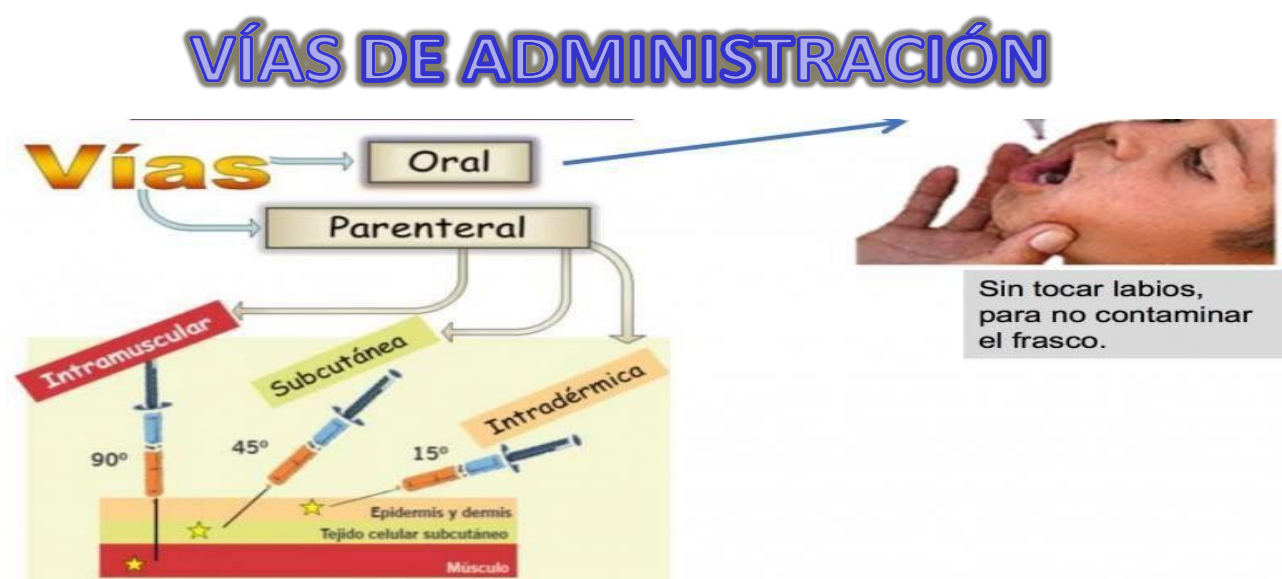 VÍAS DE ADMINISTRACIÓN
Vías
Oral
Parenteral
Sin tocar labios,
para no contaminar
el frasco.
Intramuscular
Subcutánea
Intradérmica
90º
45º
15º
Epidermis y dermis
Tejido celular subcutáneo
Músculo